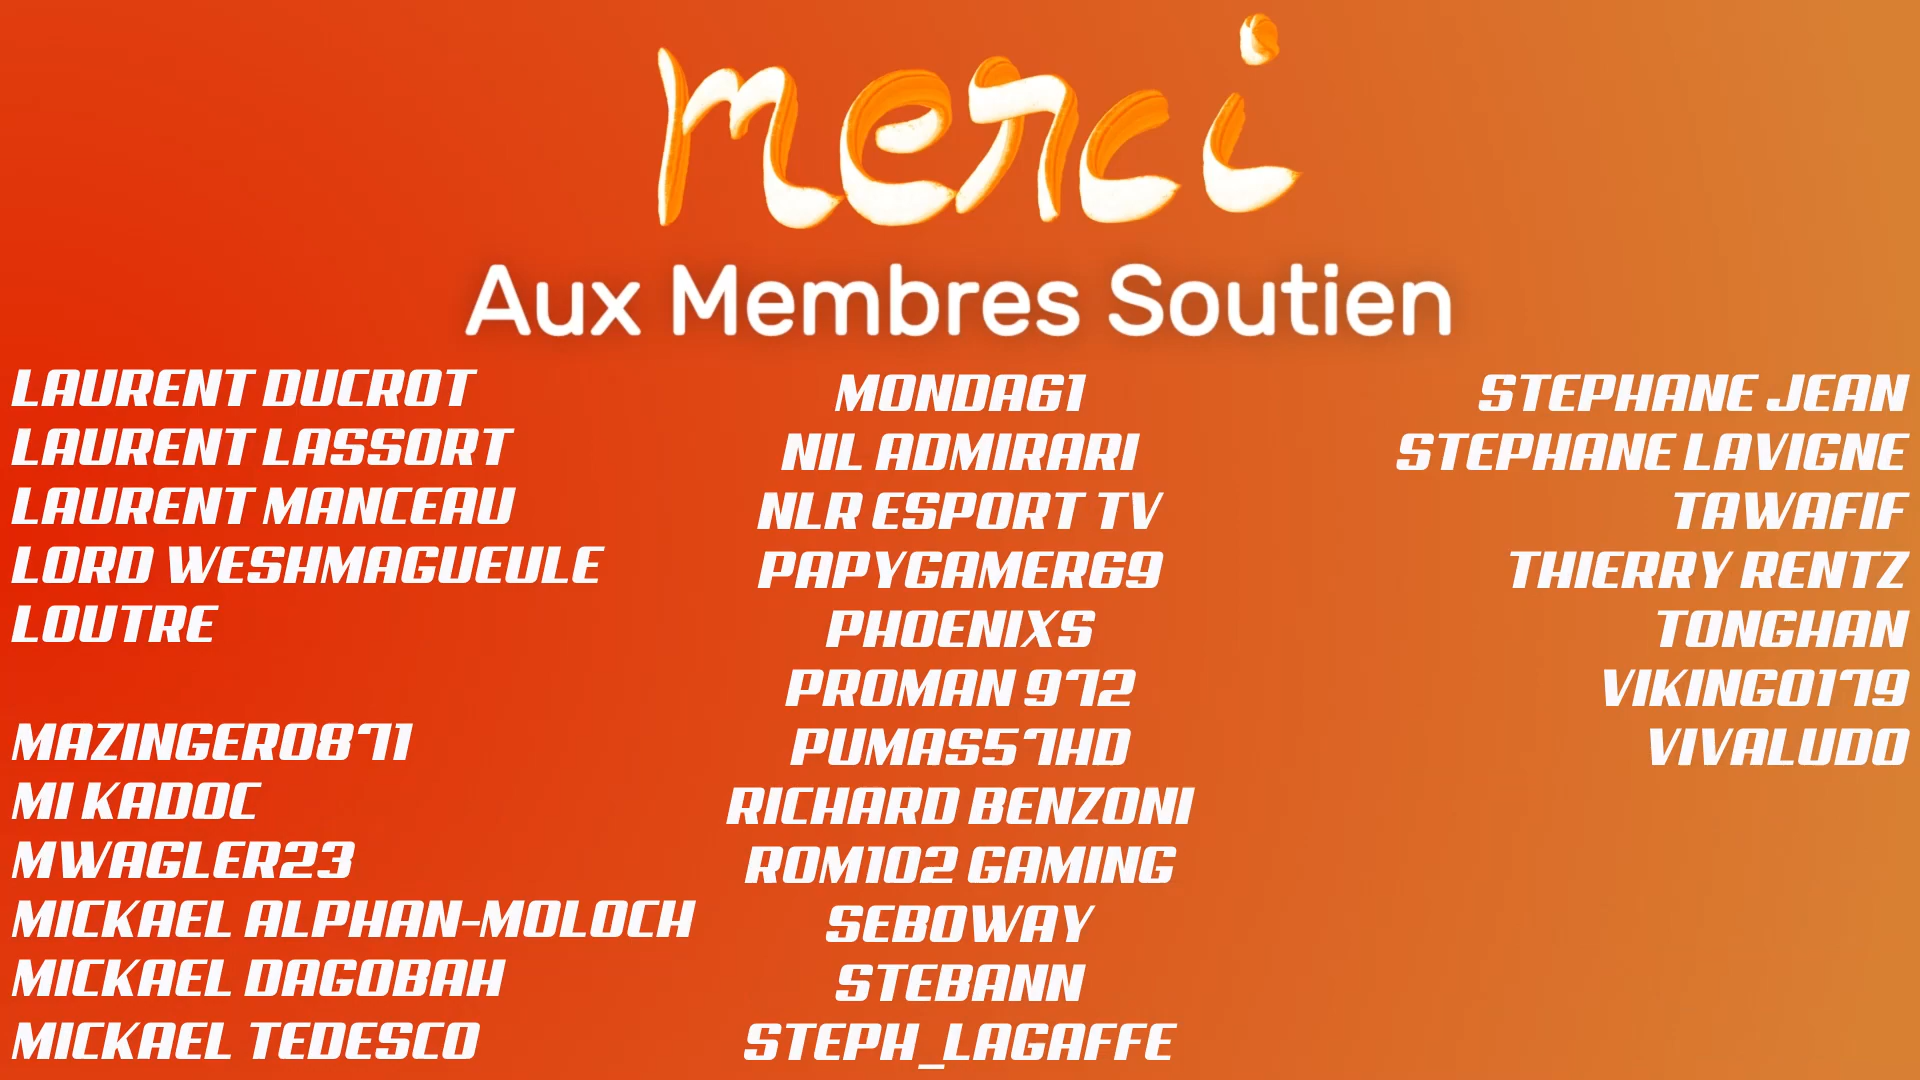 merci
Aux Membres Soutien
LAURENT DUCROT
LAURENT LASSORT
LAURENT MANCEAU
LORD WESHMAGUEULE
LOUTRE
MAZINGER0871
MI KADOC
MWAGLER23
MICKAEL ALPHAN-MOLOCH
MICKAEL DAGOBAH
MICKAEL TEDESCO
MONDA61
NIL ADMIRARI
NLR ESPORT TV
PAPYGAMER69
PHOENIXS
PROMAN 972
PUMAS57HD
RICHARD BENZONI
ROM102 GAMING
SEBOWAY
STEBANN
STEPH_LAGAFFE
STEPHANE JEAN
STEPHANE LAVIGNE
TAWAFIF
THIERRY RENTZ
TONGHAN
VIKING0179
VIVALUDO